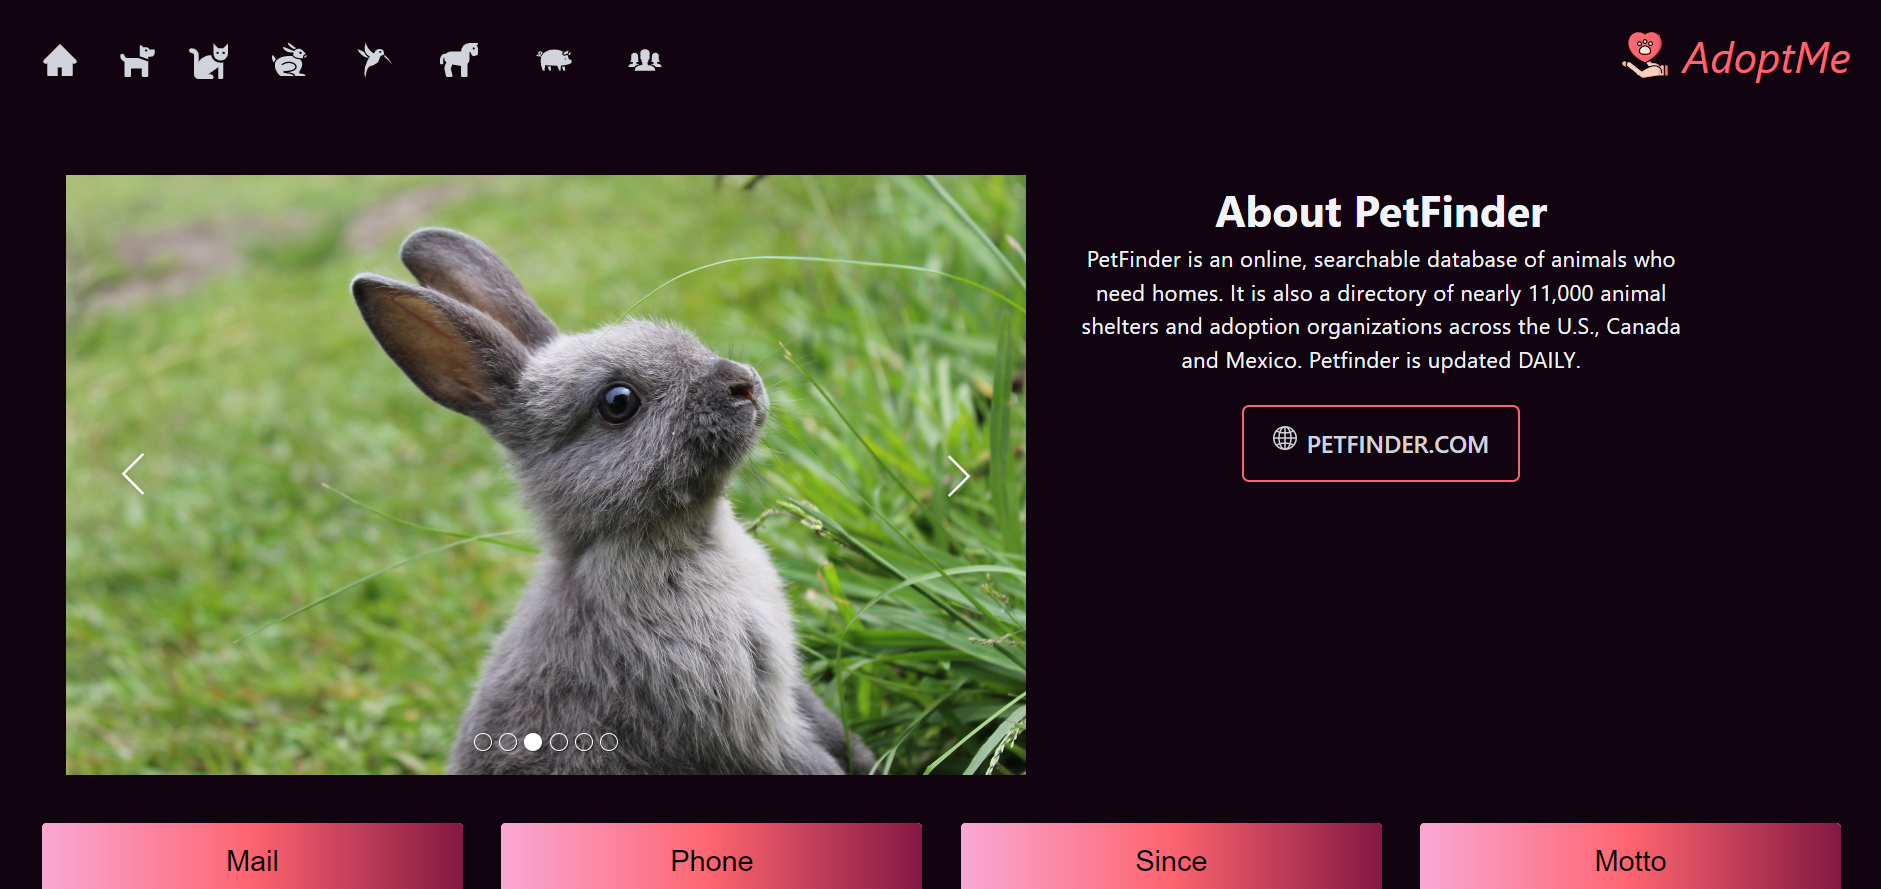 AdoptMe
About PetFinder
PetFinder is an online, searchable database of animals who
need homes. It is also a directory of nearly 11,000 animal
shelters and adoption organizations across the U.S., Canada
and Mexico. Petfinder is updated DAILY.
PETFINDER.COM
Mail
Phone
Since
Motto